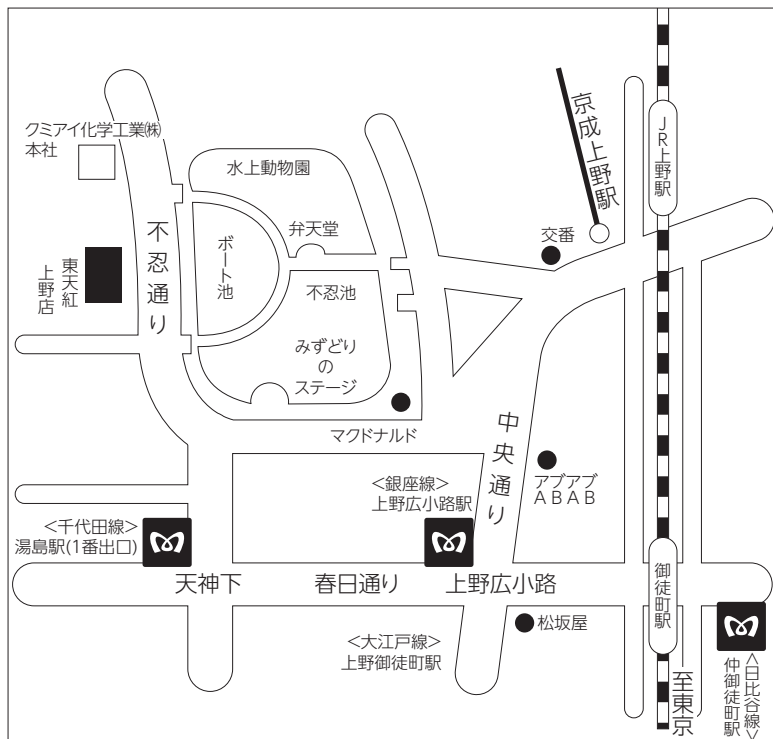 クミアイ化学工業㈱
本社
水上動物園
京成上野駅
JR上野駅
不忍通り
ボート池
弁天堂
交番
東天紅
上野店
不忍池
みずどり
の
ステージ
マクドナルド
中央通り
<銀座線>
上野広小路駅
アブアブ
ABAB
<千代田線>
湯島駅(1番出口)
天神下
春日通り
上野広小路
御徒町駅
松坂屋
<大江戸線>
上野御徒町駅
至東京
<日比谷線>
仲御徒町駅